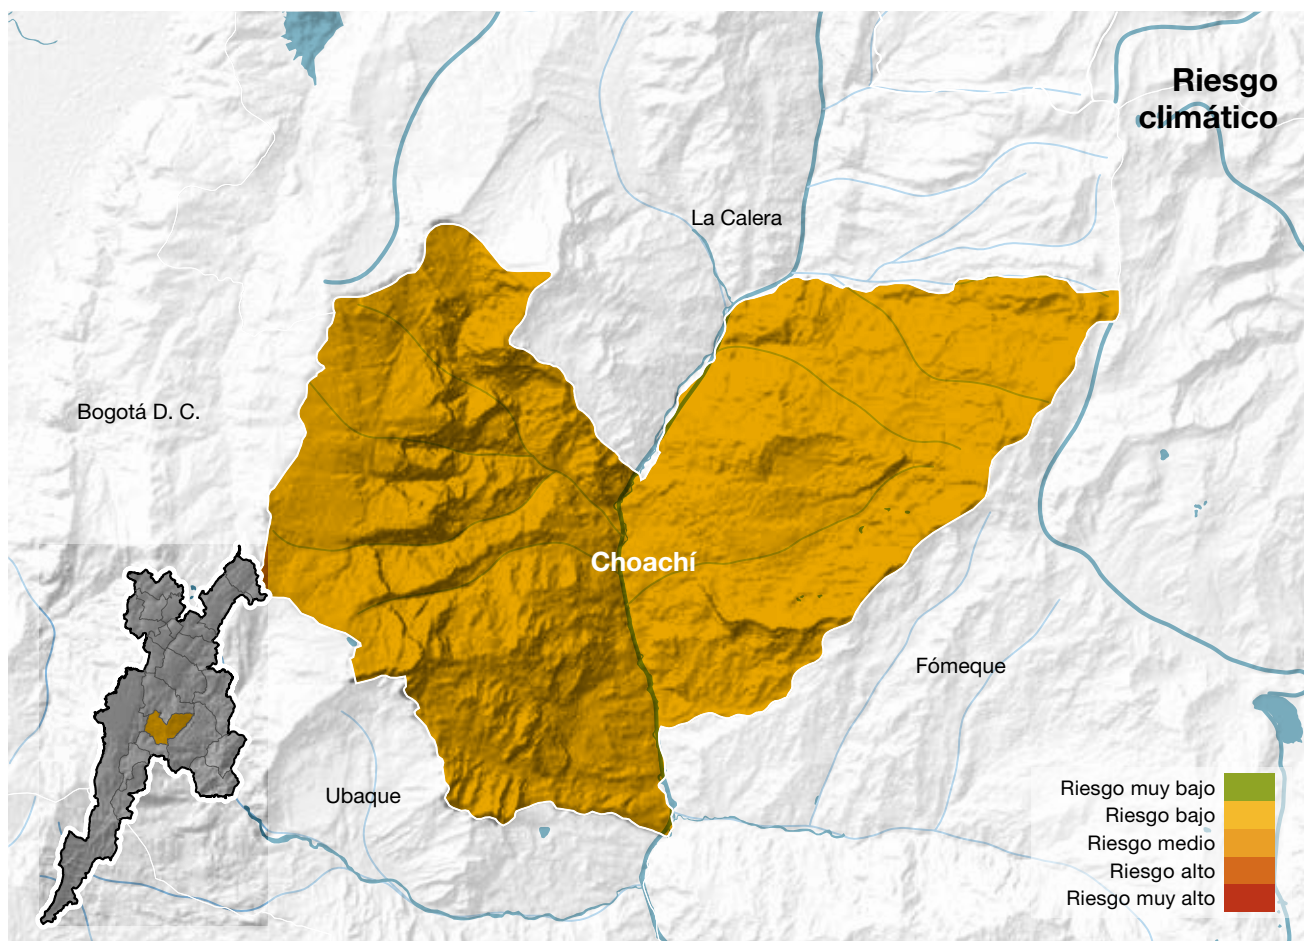 Riesgo
climático
La Calera
Bogotá D. C.
Choachí
Fómeque
Ubaque
Riesgo muy bajo
Riesgo bajo
Riesgo medio
Riesgo alto
Riesgo muy alto